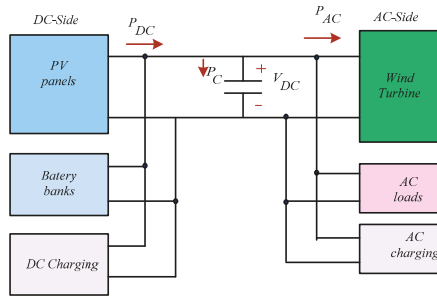 DC-Side
AC-Side
P_DC
P_AC
PV
panels
P_C
+
V_DC
−
Wind
Turbine
Batery
banks
AC
loads
DC Charging
AC
charging